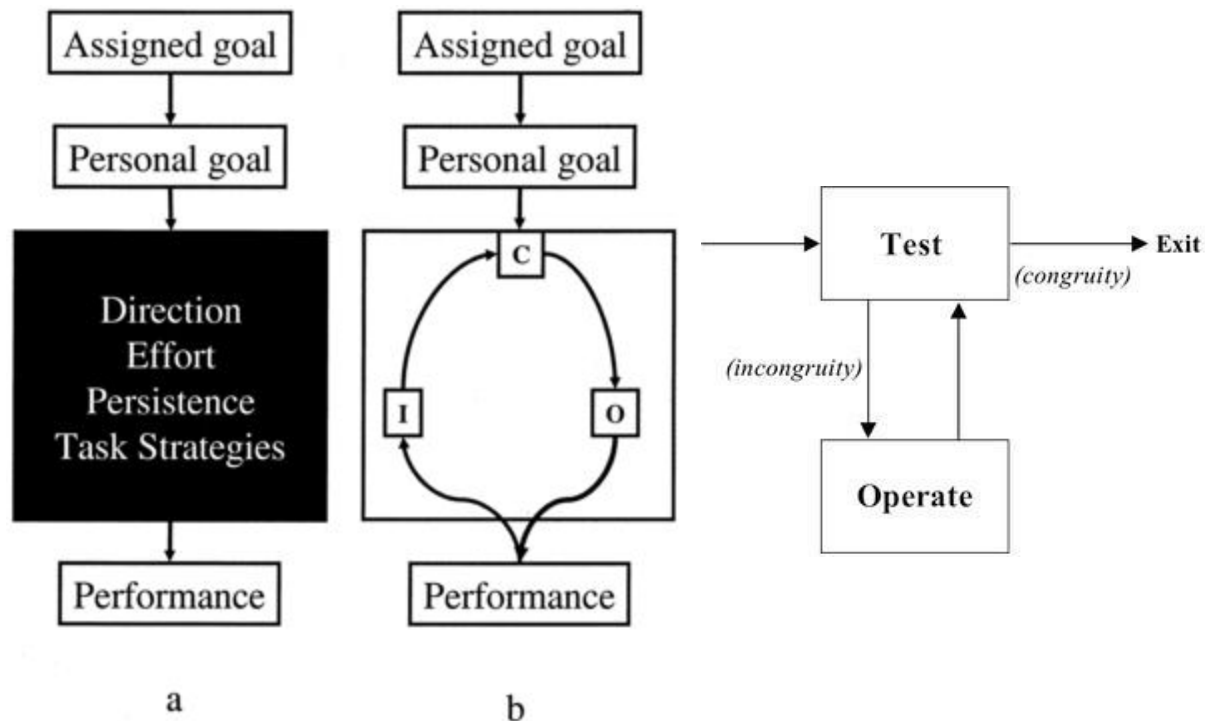 Assigned goal
Personal goal
Direction
Effort
Persistence
Task Strategies
Performance
a
Assigned goal
Personal goal
C
I
O
Performance
b
Test
Exit
(congruity)
(incongruity)
Operate